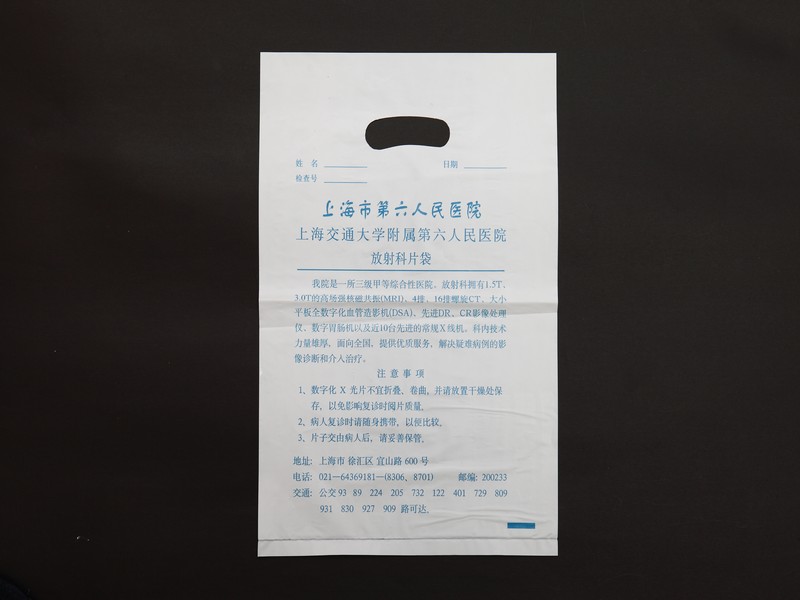 姓 名 ________ 日期 ________
检查号 ________
上海市第六人民医院
上海交通大学附属第六人民医院
放射科片袋
我院是一所三级甲等综合性医院。放射科拥有1.5T、
3.0T的高场强核磁共振(MRI)、4排、16排螺旋CT、大小
平板全数字化血管造影机(DSA)、先进DR、CR影像处理
仪、数字胃肠机以及近10台先进的常规X线机。科内技术
力量雄厚，面向全国，提供优质服务，解决疑难病例的影
像诊断和介入治疗。
注 意 事 项
1、数字化 X 光片不宜折叠、卷曲，并请放置干燥处保
存，以免影响复诊时阅片质量。
2、病人复诊时请随身携带，以便比较。
3、片子交由病人后，请妥善保管。
地址: 上海市 徐汇区 宜山路 600 号
电话: 021—64369181—(8306、8701) 邮编: 200233
交通: 公交 93 89 224 205 732 122 401 729 809
931 830 927 909 路可达。